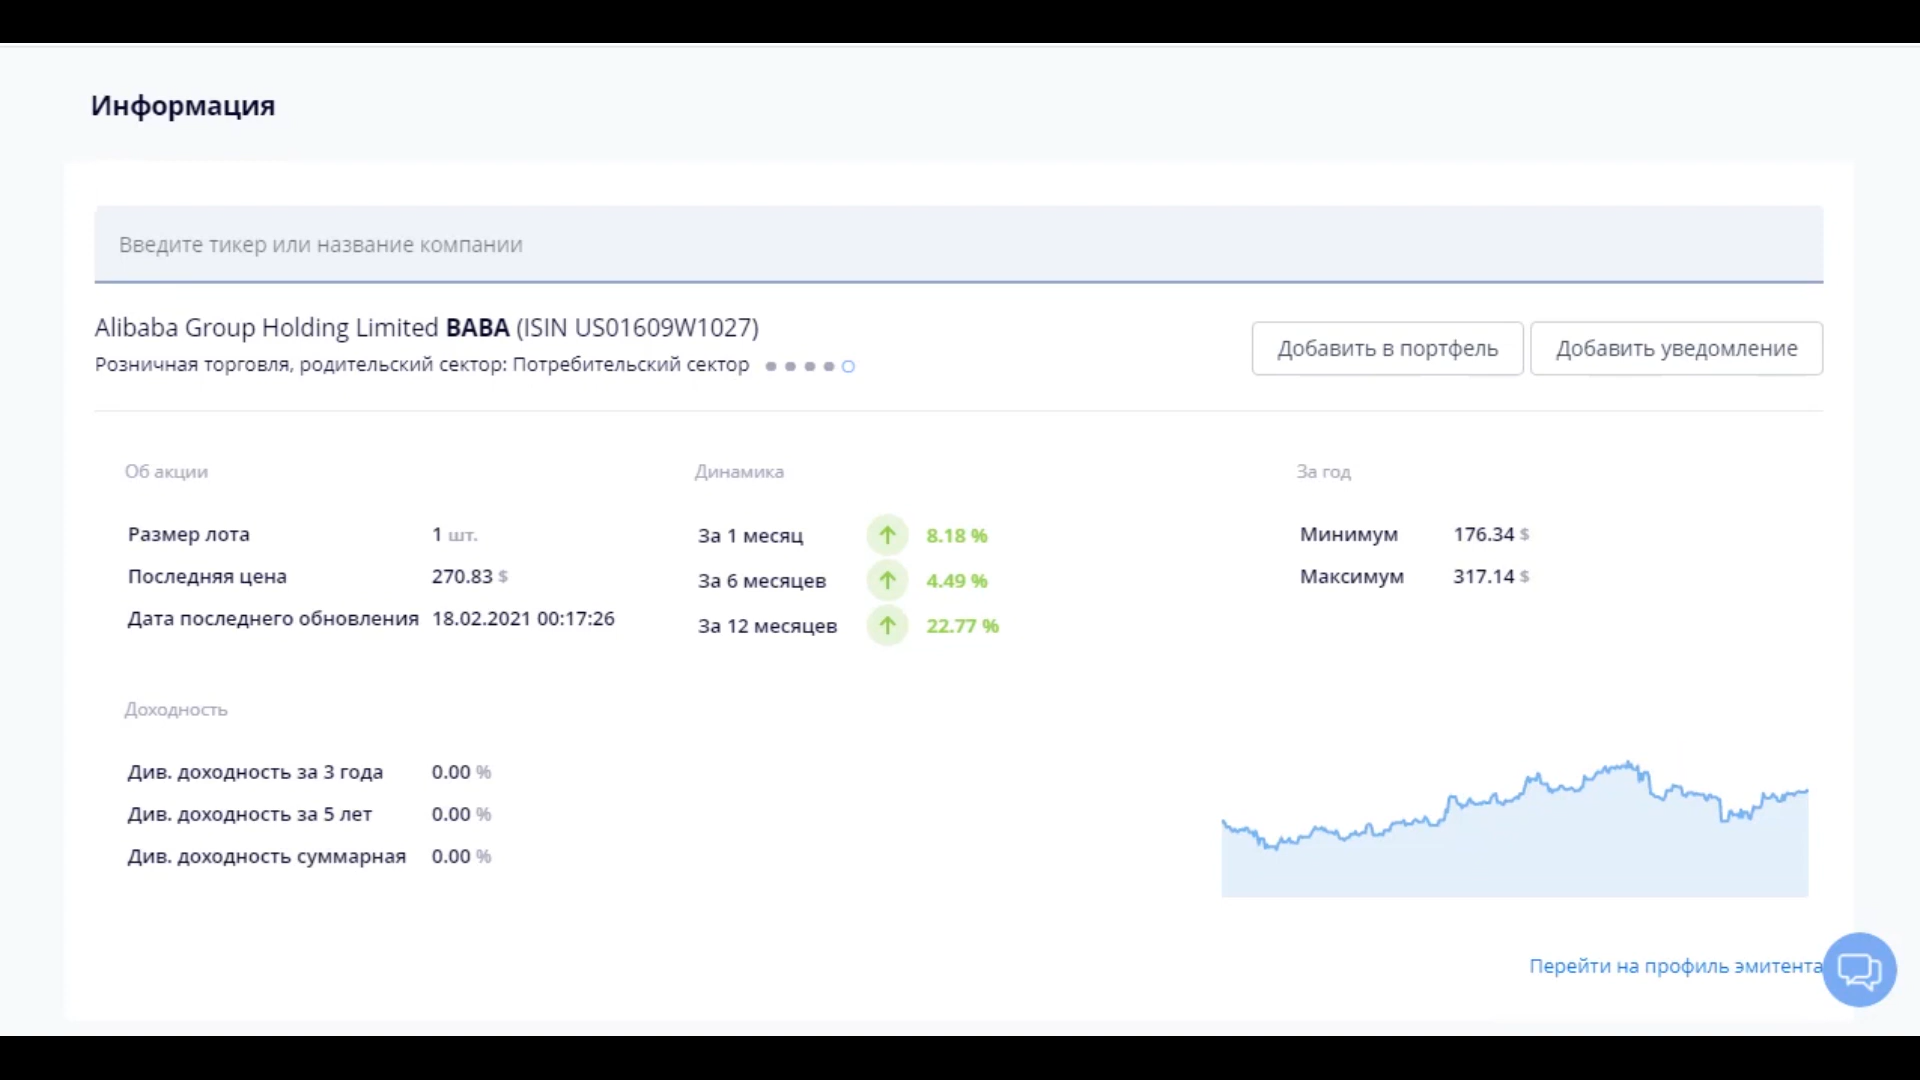 Информация
Введите тикер или название компании
Alibaba Group Holding Limited BABA (ISIN US01609W1027)
Розничная торговля, родительский сектор: Потребительский сектор
Добавить в портфель
Добавить уведомление
Об акции
Размер лота 1 шт.
Последняя цена 270.83 $
Дата последнего обновления 18.02.2021 00:17:26
Динамика
За 1 месяц 8.18 %
За 6 месяцев 4.49 %
За 12 месяцев 22.77 %
За год
Минимум 176.34 $
Максимум 317.14 $
Доходность
Див. доходность за 3 года 0.00 %
Див. доходность за 5 лет 0.00 %
Див. доходность суммарная 0.00 %
Перейти на профиль эмитента